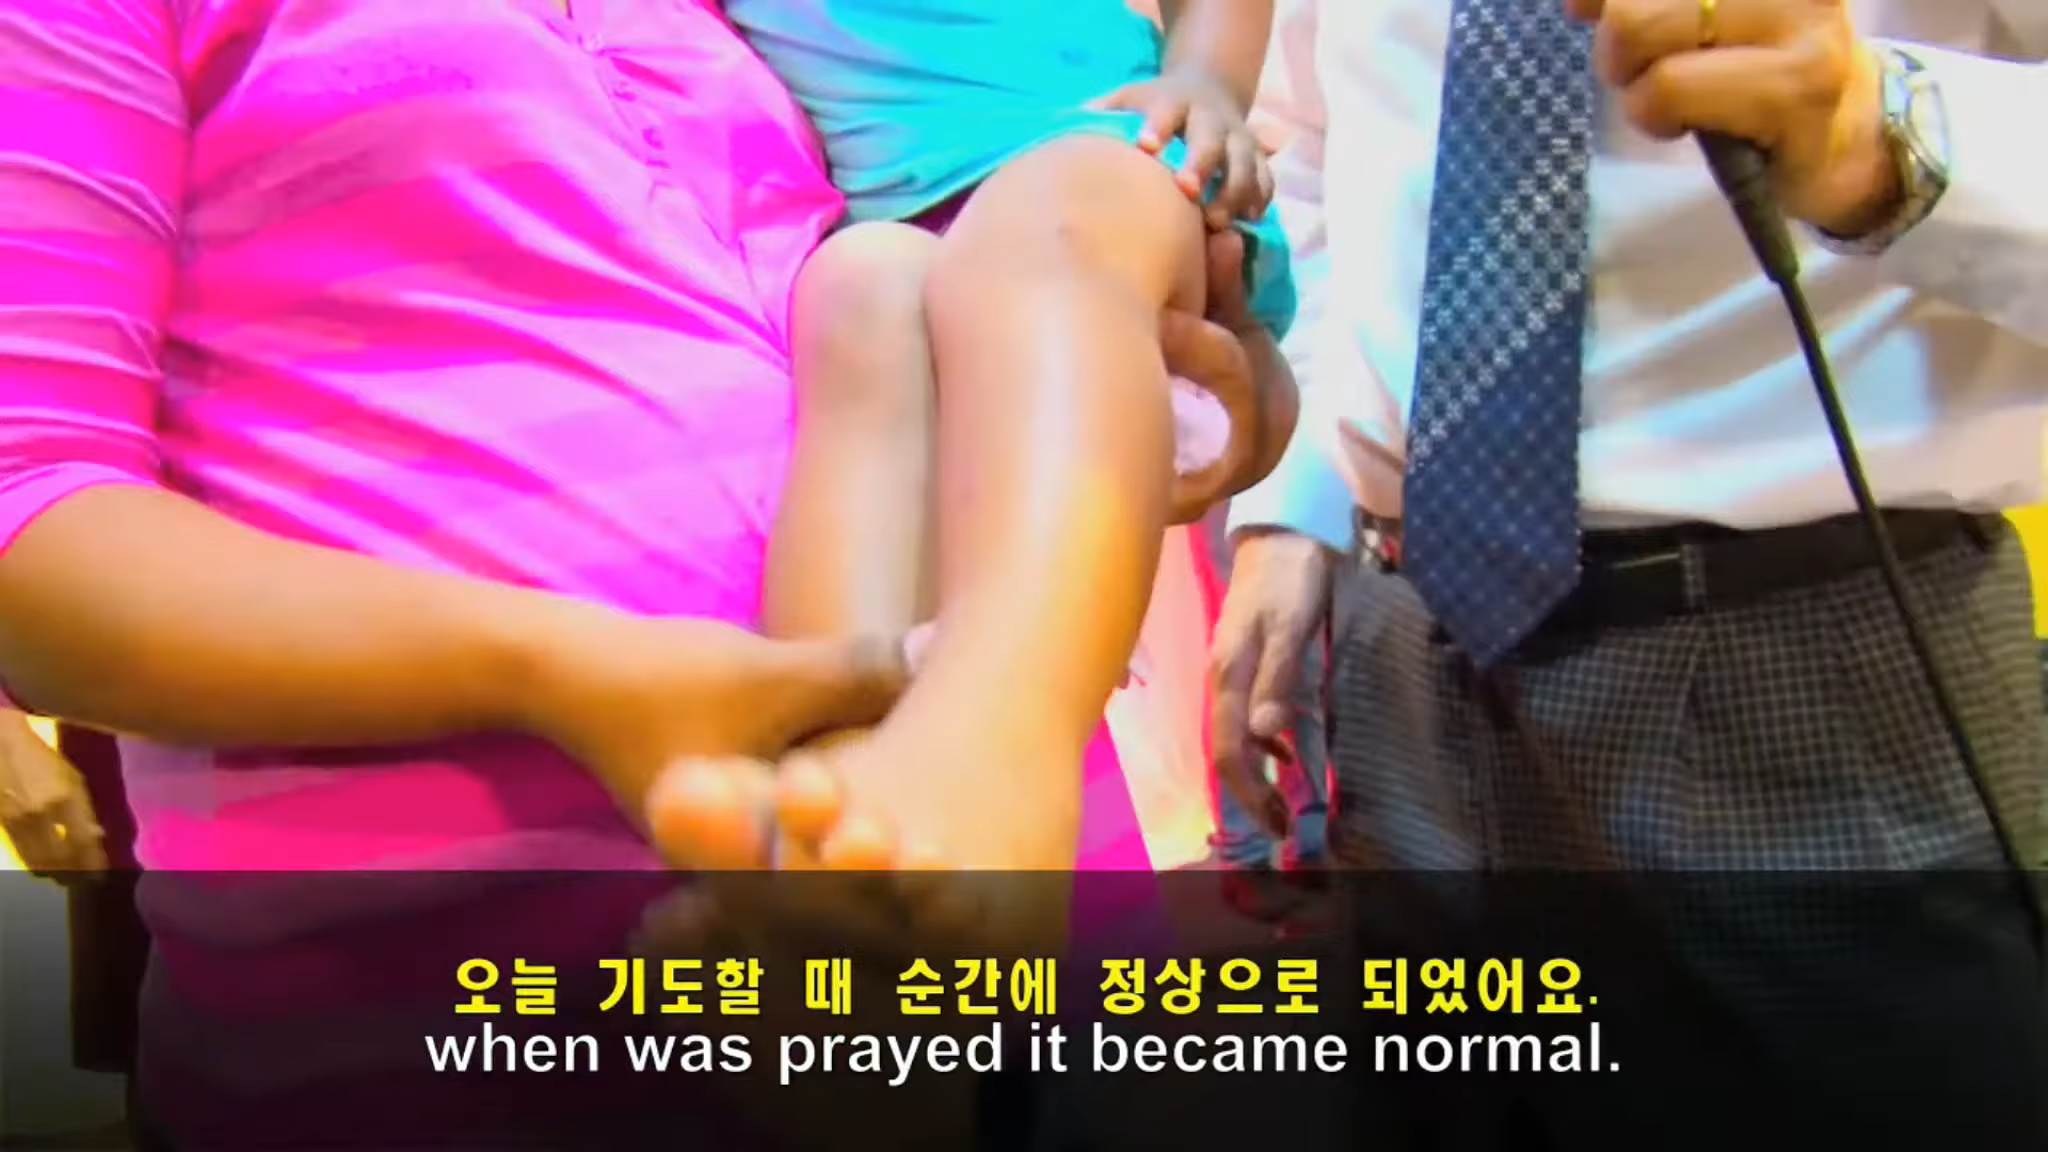 오늘 기도할 때 순간에 정상으로 되었어요.
when was prayed it became normal.